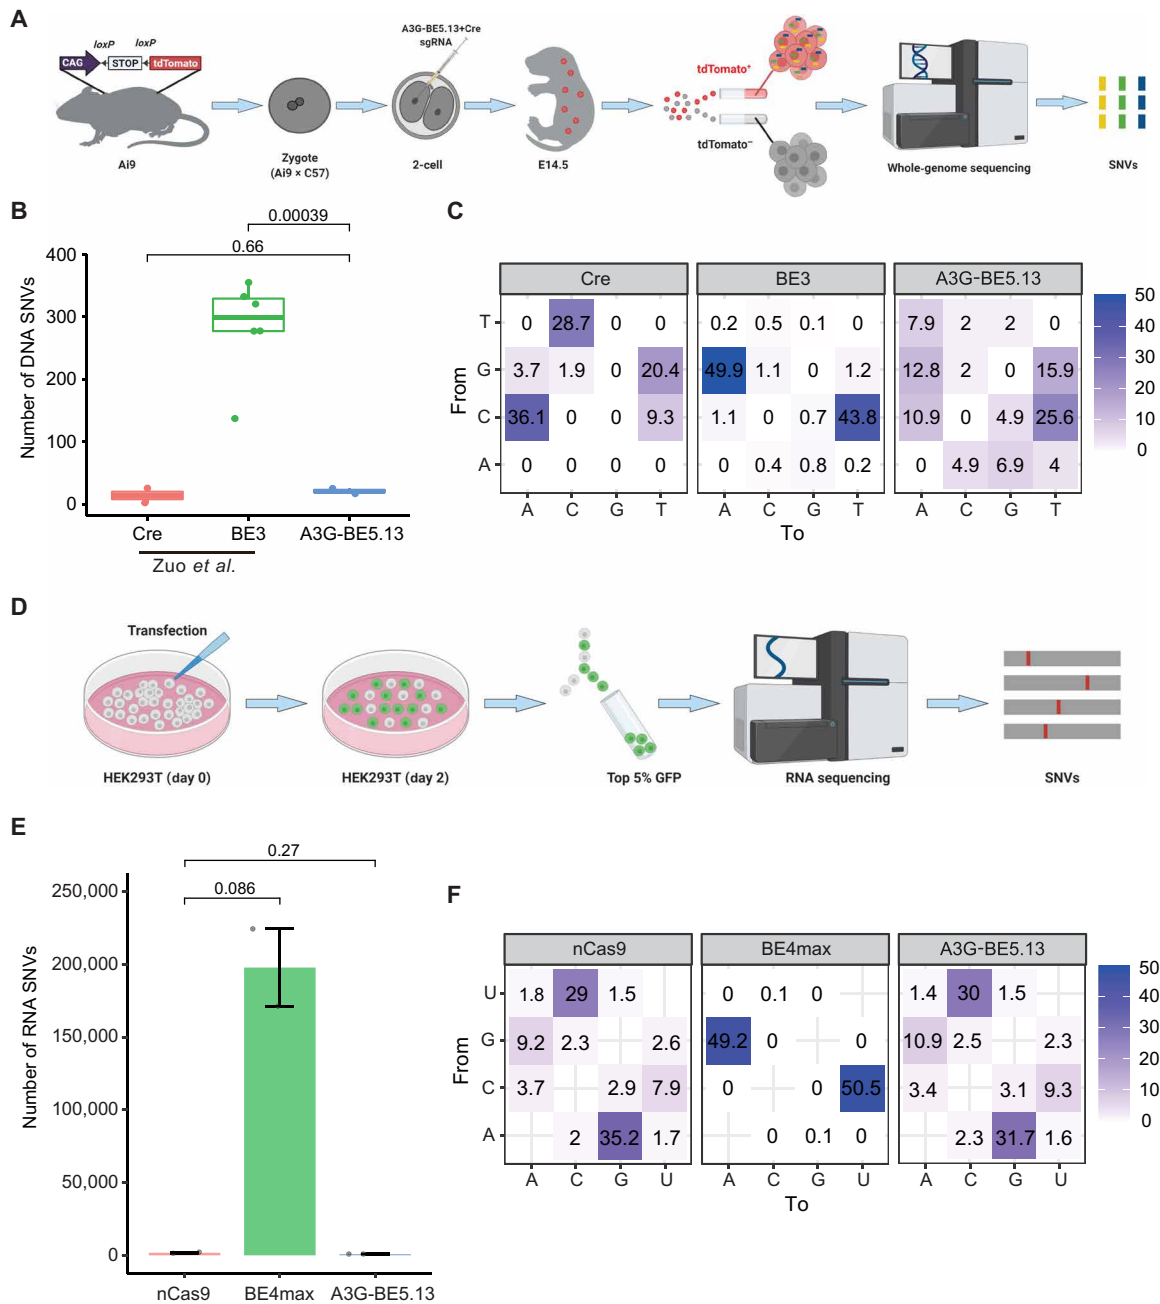 A
loxP loxP
CAG STOP tdTomato
Ai9
Zygote
(Ai9 × C57)
A3G-BE5.13+Cre
sgRNA
2-cell
E14.5
tdTomato⁺
tdTomato⁻
Whole-genome sequencing
SNVs
B
0.00039
0.66
Number of DNA SNVs
400
300
200
100
0
Cre BE3 A3G-BE5.13
Zuo et al.
C
Cre BE3 A3G-BE5.13
From
T 0 28.7 0 0 0.2 0.5 0.1 0 7.9 2 2 0
G 3.7 1.9 0 20.4 49.9 1.1 0 1.2 12.8 2 0 15.9
C 36.1 0 0 9.3 1.1 0 0.7 43.8 10.9 0 4.9 25.6
A 0 0 0 0 0 0.4 0.8 0.2 0 4.9 6.9 4
A C G T A C G T A C G T
To
50
40
30
20
10
0
D
Transfection
HEK293T (day 0)
HEK293T (day 2)
Top 5% GFP
RNA sequencing
SNVs
E
0.27
0.086
Number of RNA SNVs
250,000
200,000
150,000
100,000
50,000
0
nCas9 BE4max A3G-BE5.13
F
nCas9 BE4max A3G-BE5.13
From
U 1.8 29 1.5 0 0.1 0 1.4 30 1.5
G 9.2 2.3 2.6 49.2 0 0 10.9 2.5 2.3
C 3.7 2.9 7.9 0 0 50.5 3.4 3.1 9.3
A 2 35.2 1.7 0 0.1 0 2.3 31.7 1.6
A C G U A C G U A C G U
To
50
40
30
20
10
0